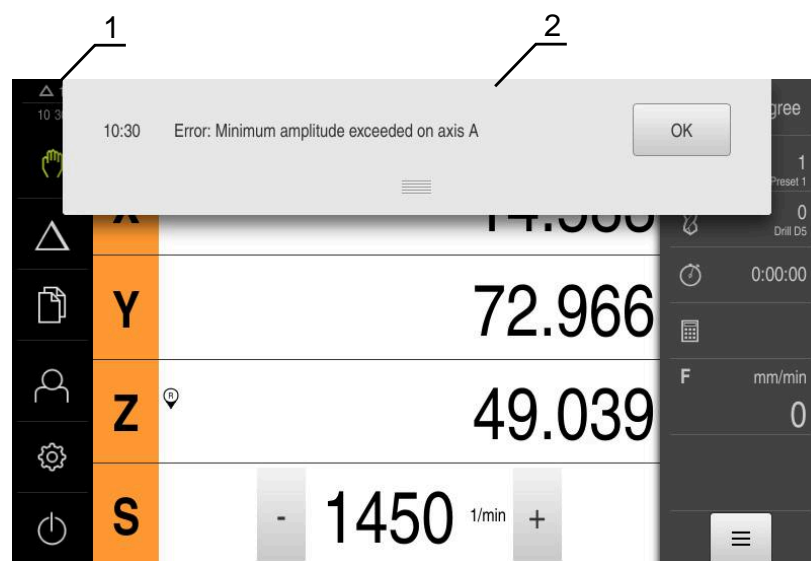 1
2
10:30 Error: Minimum amplitude exceeded on axis A OK
1
Preset 1
Y 72.966
0
Drill D5
0:00:00
Z R 49.039
F mm/min
0
S - 1450 1/min +